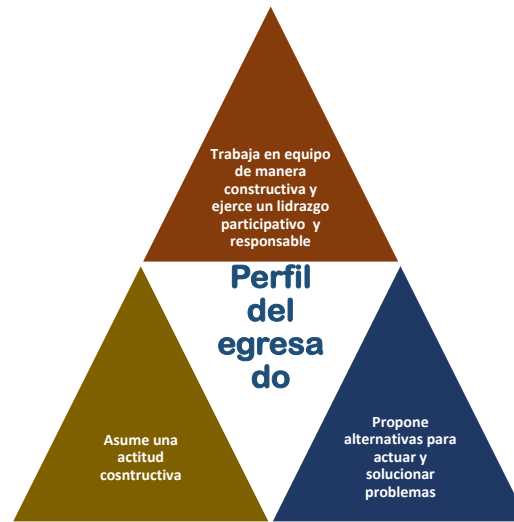 Trabaja en equipo
de manera
constructiva y
ejerce un lidrazgo
participativo y
responsable
Perfil
del
egresa
do
Asume una
actitud
cosntructiva
Propone
alternativas para
actuar y
solucionar
problemas